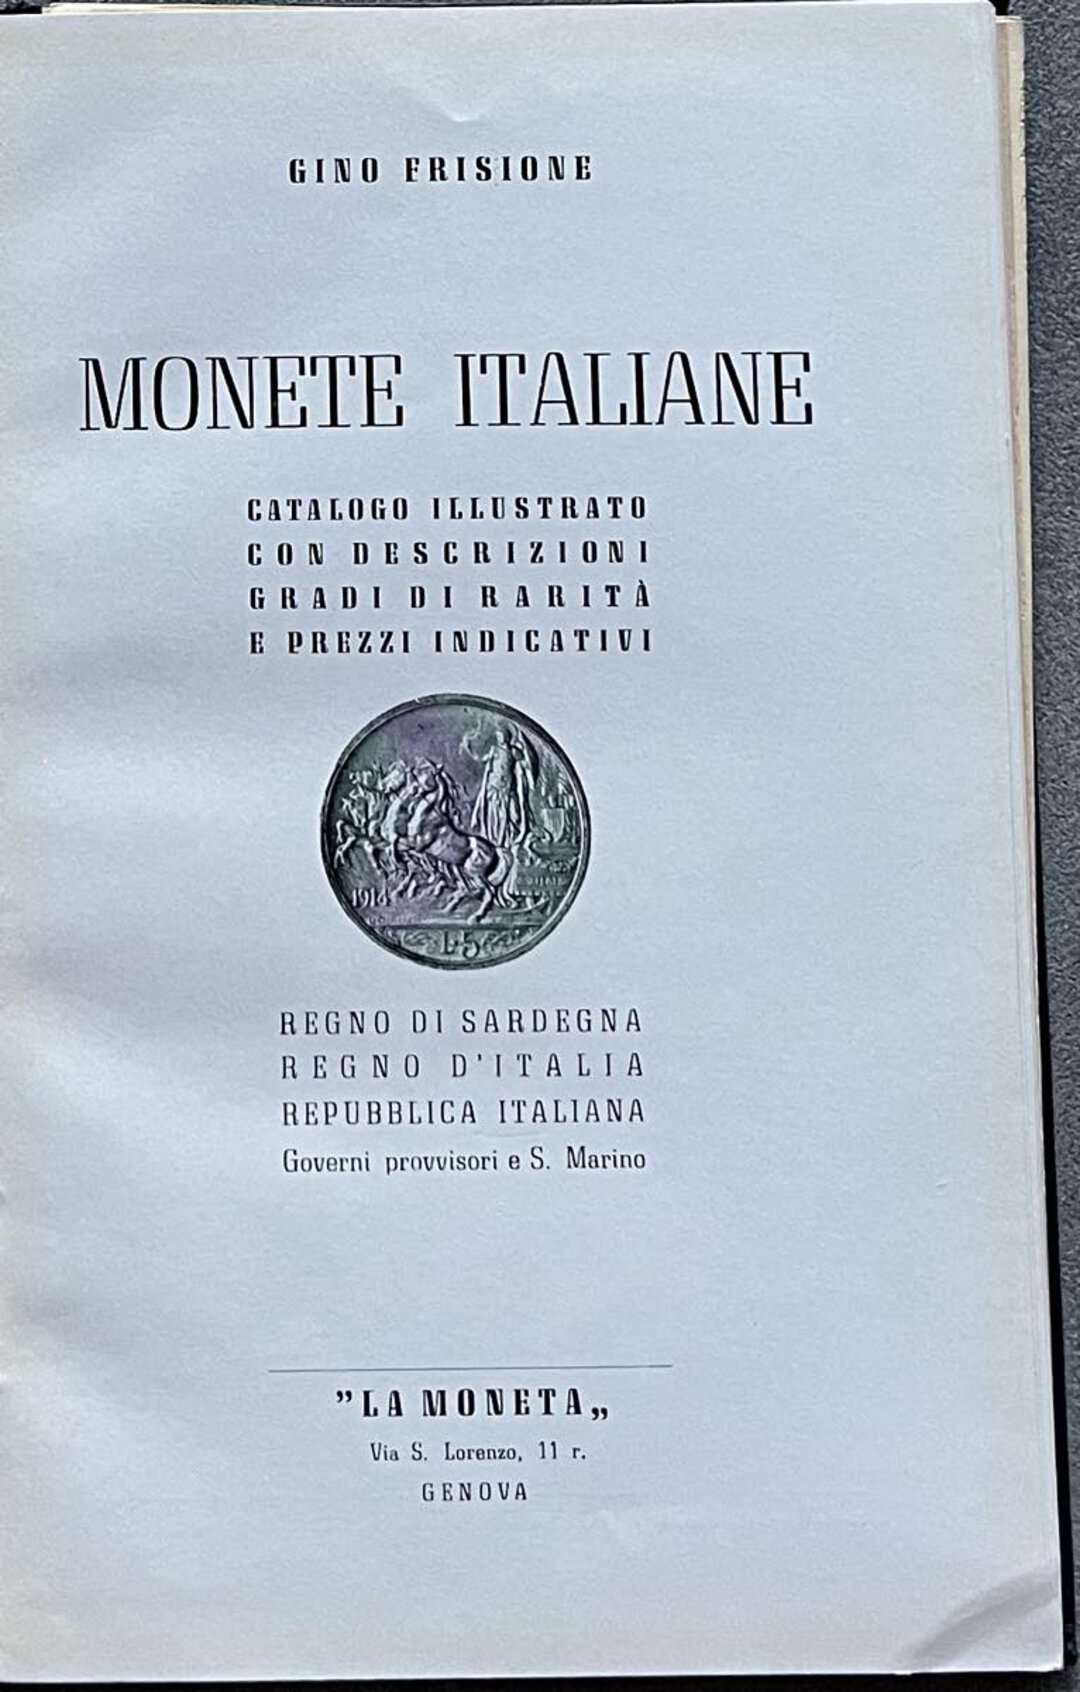 GINO FRISIONE
MONETE ITALIANE
CATALOGO ILLUSTRATO
CON DESCRIZIONI
GRADI DI RARITÀ
E PREZZI INDICATIVI
1914
L·5
REGNO DI SARDEGNA
REGNO D'ITALIA
REPUBBLICA ITALIANA
Governi provvisori e S. Marino
”LA MONETA„
Via S. Lorenzo, 11 r.
GENOVA